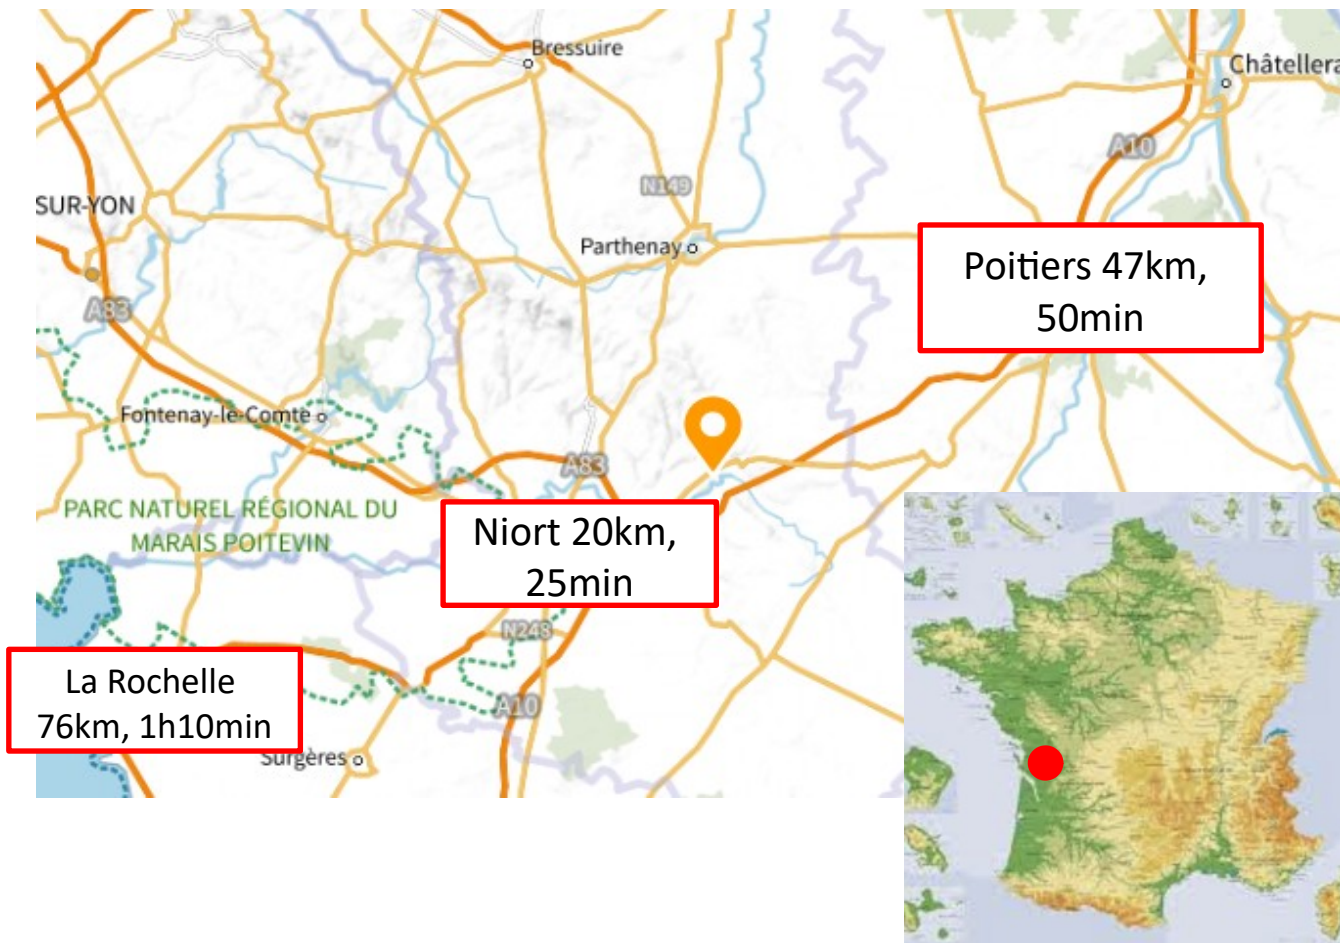 Bressuire
Châtellera
A10
N149
SUR-YON
Parthenay
Poitiers 47km,
50min
A83
Fontenay-le-Comte
A83
PARC NATUREL RÉGIONAL DU
MARAIS POITEVIN
Niort 20km,
25min
N248
La Rochelle
76km, 1h10min
A10
Surgères